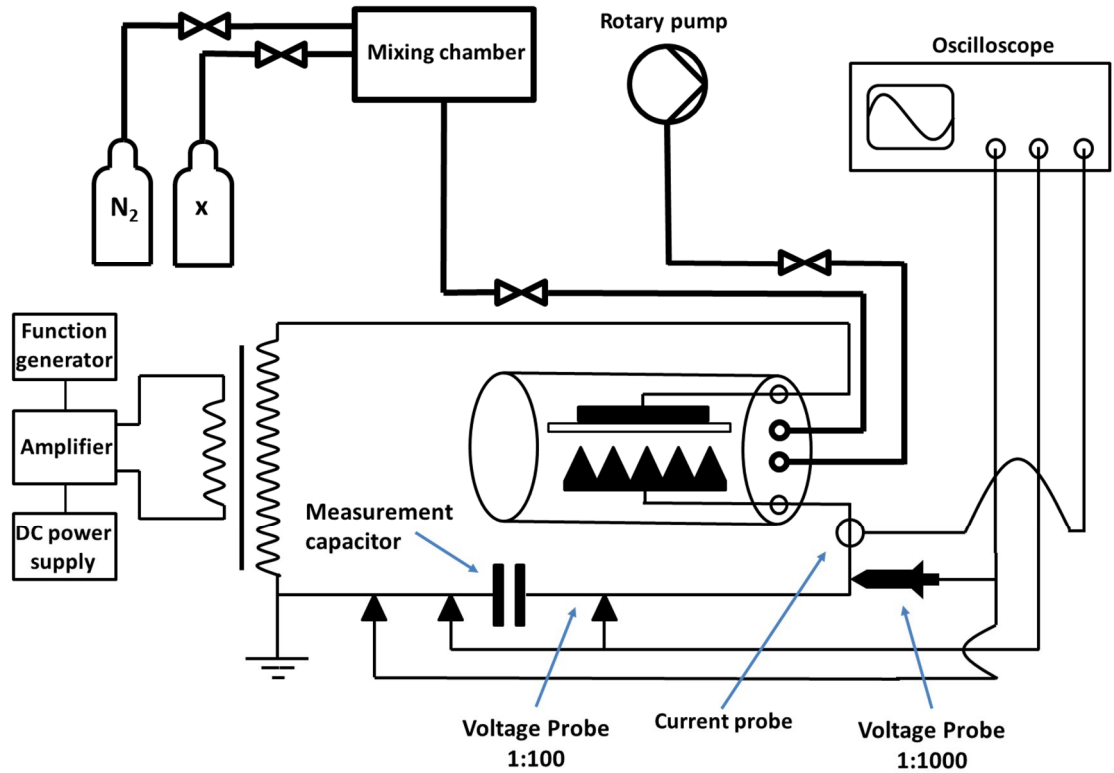 Rotary pump
Mixing chamber
Oscilloscope
N₂
x
Function
generator
Amplifier
DC power
supply
Measurement
capacitor
Voltage Probe
1:100
Current probe
Voltage Probe
1:1000